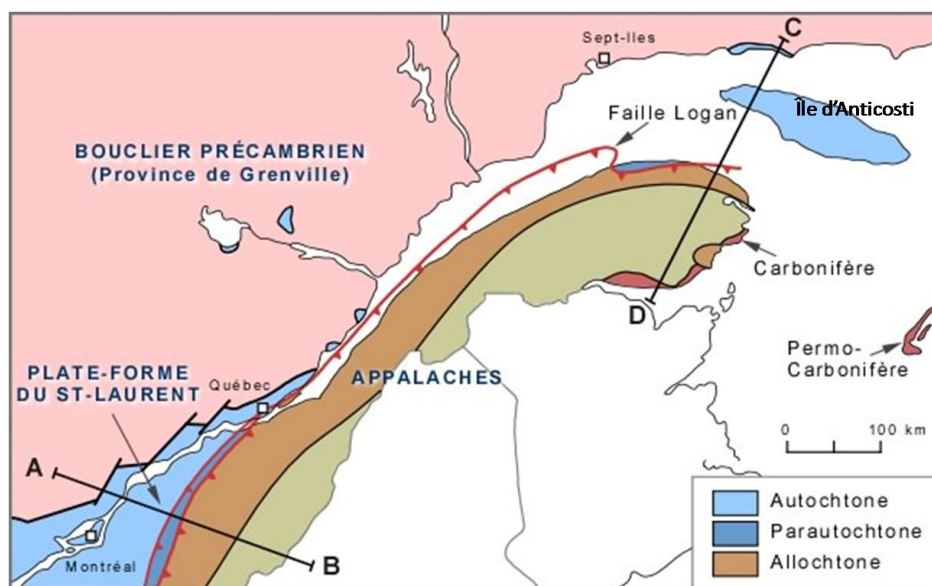 C
Sept-Iles
Île d'Anticosti
Faille Logan
BOUCLIER PRÉCAMBRIEN
(Province de Grenville)
Carbonifère
D
Permo-
Carbonifère
PLATE-FORME
DU ST-LAURENT
Québec
APPALACHES
0 100 km
A
B
Montréal
Autochtone
Parautochtone
Allochtone